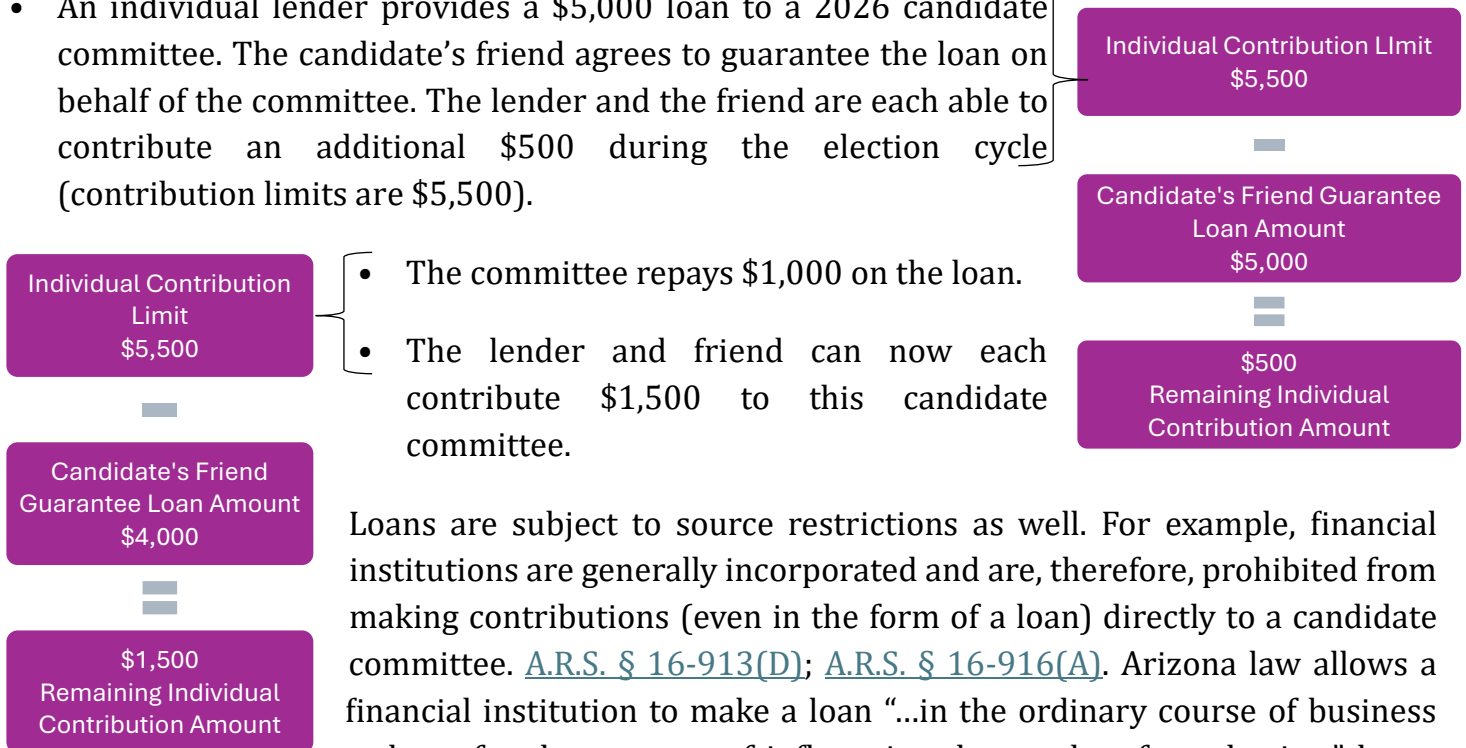 • An individual lender provides a $5,000 loan to a 2026 candidate
committee. The candidate’s friend agrees to guarantee the loan on
behalf of the committee. The lender and the friend are each able to
contribute an additional $500 during the election cycle
(contribution limits are $5,500).
Individual Contribution LImit
$5,500
Candidate's Friend Guarantee
Loan Amount
$5,000
$500
Remaining Individual
Contribution Amount
Individual Contribution
Limit
$5,500
Candidate's Friend
Guarantee Loan Amount
$4,000
$1,500
Remaining Individual
Contribution Amount
• The committee repays $1,000 on the loan.
• The lender and friend can now each
contribute $1,500 to this candidate
committee.
Loans are subject to source restrictions as well. For example, financial
institutions are generally incorporated and are, therefore, prohibited from
making contributions (even in the form of a loan) directly to a candidate
committee. A.R.S. § 16-913(D); A.R.S. § 16-916(A). Arizona law allows a
financial institution to make a loan “…in the ordinary course of business